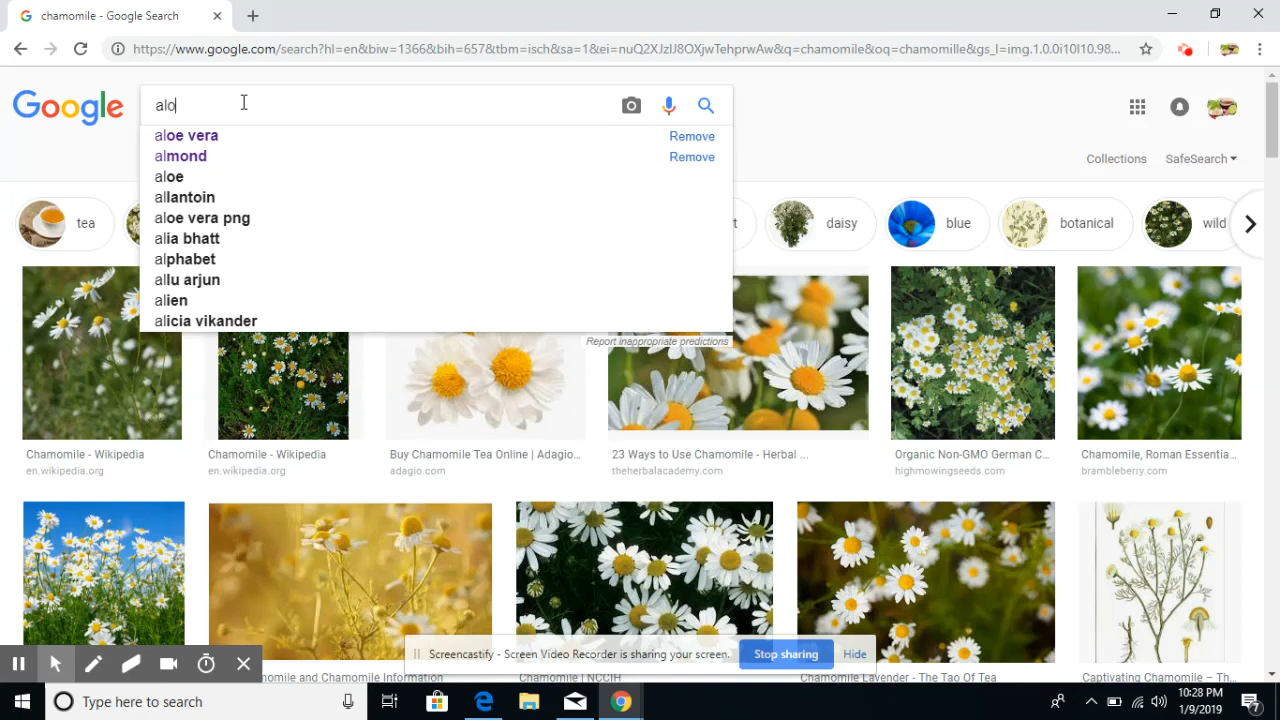 chamomile - Google Search
https://www.google.com/search?hl=en&biw=1366&bih=657&tbm=isch&sa=1&ei=nuQ2XJzIJ8OXjwTehprwAw&q=chamomile&oq=chamomille&gs_l=img.1.0.0i10l10.98...
Google
alo
aloe vera Remove
almond Remove
aloe
allantoin
aloe vera png
alia bhatt
alphabet
allu arjun
alien
alicia vikander
Report inappropriate predictions
Collections SafeSearch
tea t daisy blue botanical wild
Chamomile - Wikipedia
en.wikipedia.org
Chamomile - Wikipedia
en.wikipedia.org
Buy Chamomile Tea Online | Adagio...
adagio.com
23 Ways to Use Chamomile - Herbal ...
theherbalacademy.com
Organic Non-GMO German C...
highmowingseeds.com
Chamomile, Roman Essentia...
brambleberry.com
Screencastify - Screen Video Recorder is sharing your screen. Stop sharing Hide
omile and Chamomile Information
Chamomile | NCCIH
Chamomile Lavender - The Tao Of Tea
Captivating Chamomile – Th...
Type here to search
10:28 PM
1/9/2019
7